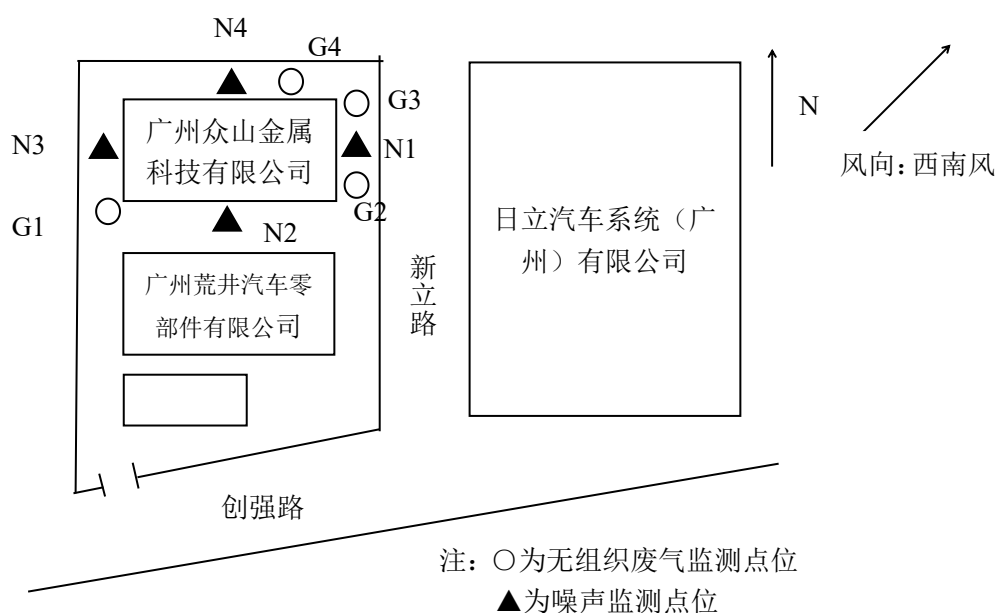 N4
G4
G3
N3
广州众山金属
科技有限公司
N1
N
风向：西南风
G1
G2
N2
日立汽车系统（广
州）有限公司
广州荒井汽车零
部件有限公司
新
立
路
创强路
注：○为无组织废气监测点位
▲为噪声监测点位